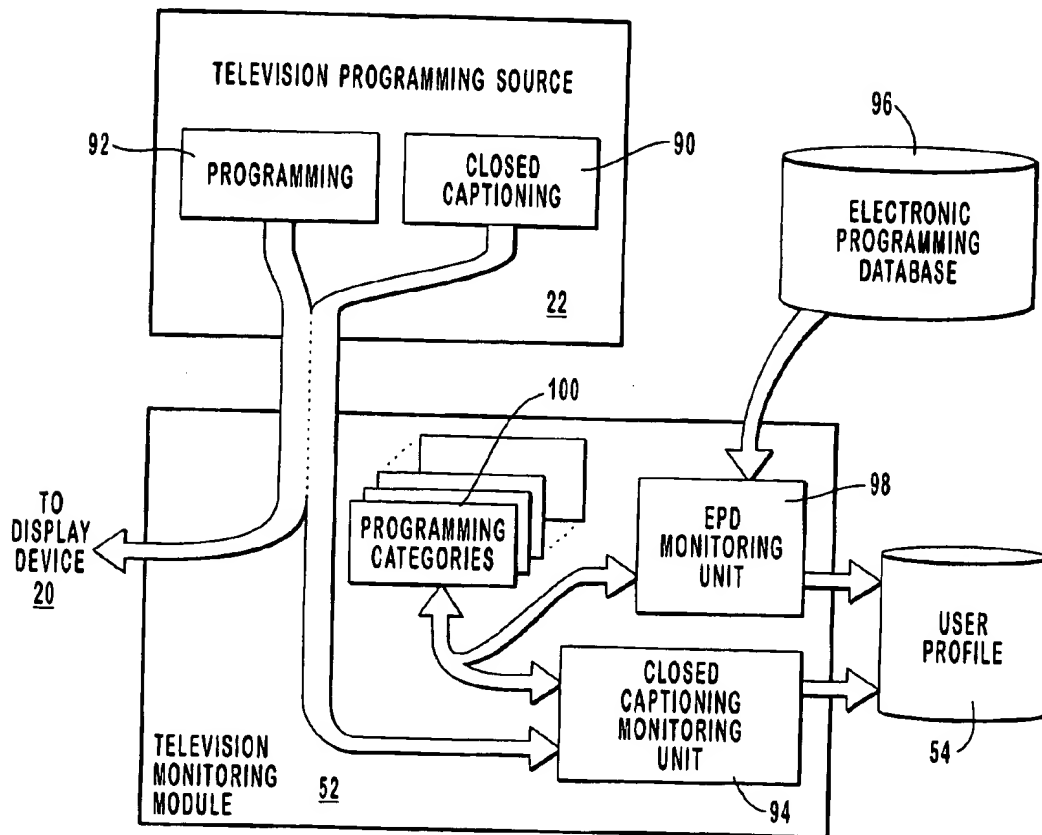 TELEVISION PROGRAMMING SOURCE
92
PROGRAMMING
CLOSED
CAPTIONING
90
22
96
ELECTRONIC
PROGRAMMING
DATABASE
100
PROGRAMMING
CATEGORIES
TO
DISPLAY
DEVICE
20
98
EPD
MONITORING
UNIT
CLOSED
CAPTIONING
MONITORING
UNIT
94
USER
PROFILE
54
TELEVISION
MONITORING
MODULE
52